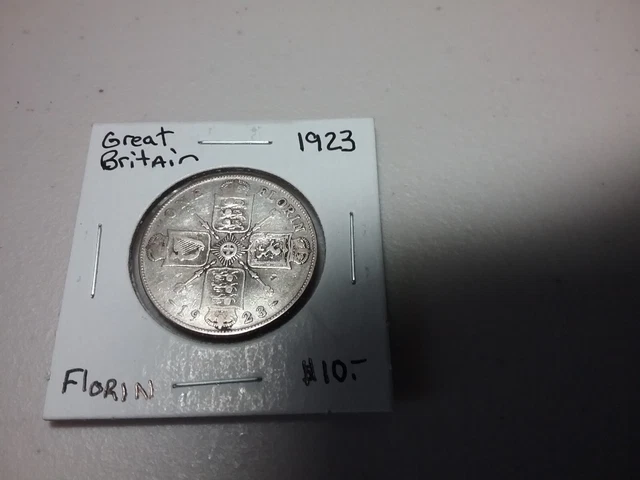 Great
Britain
1923
ONE FLORIN
1923
Florin
$10.-